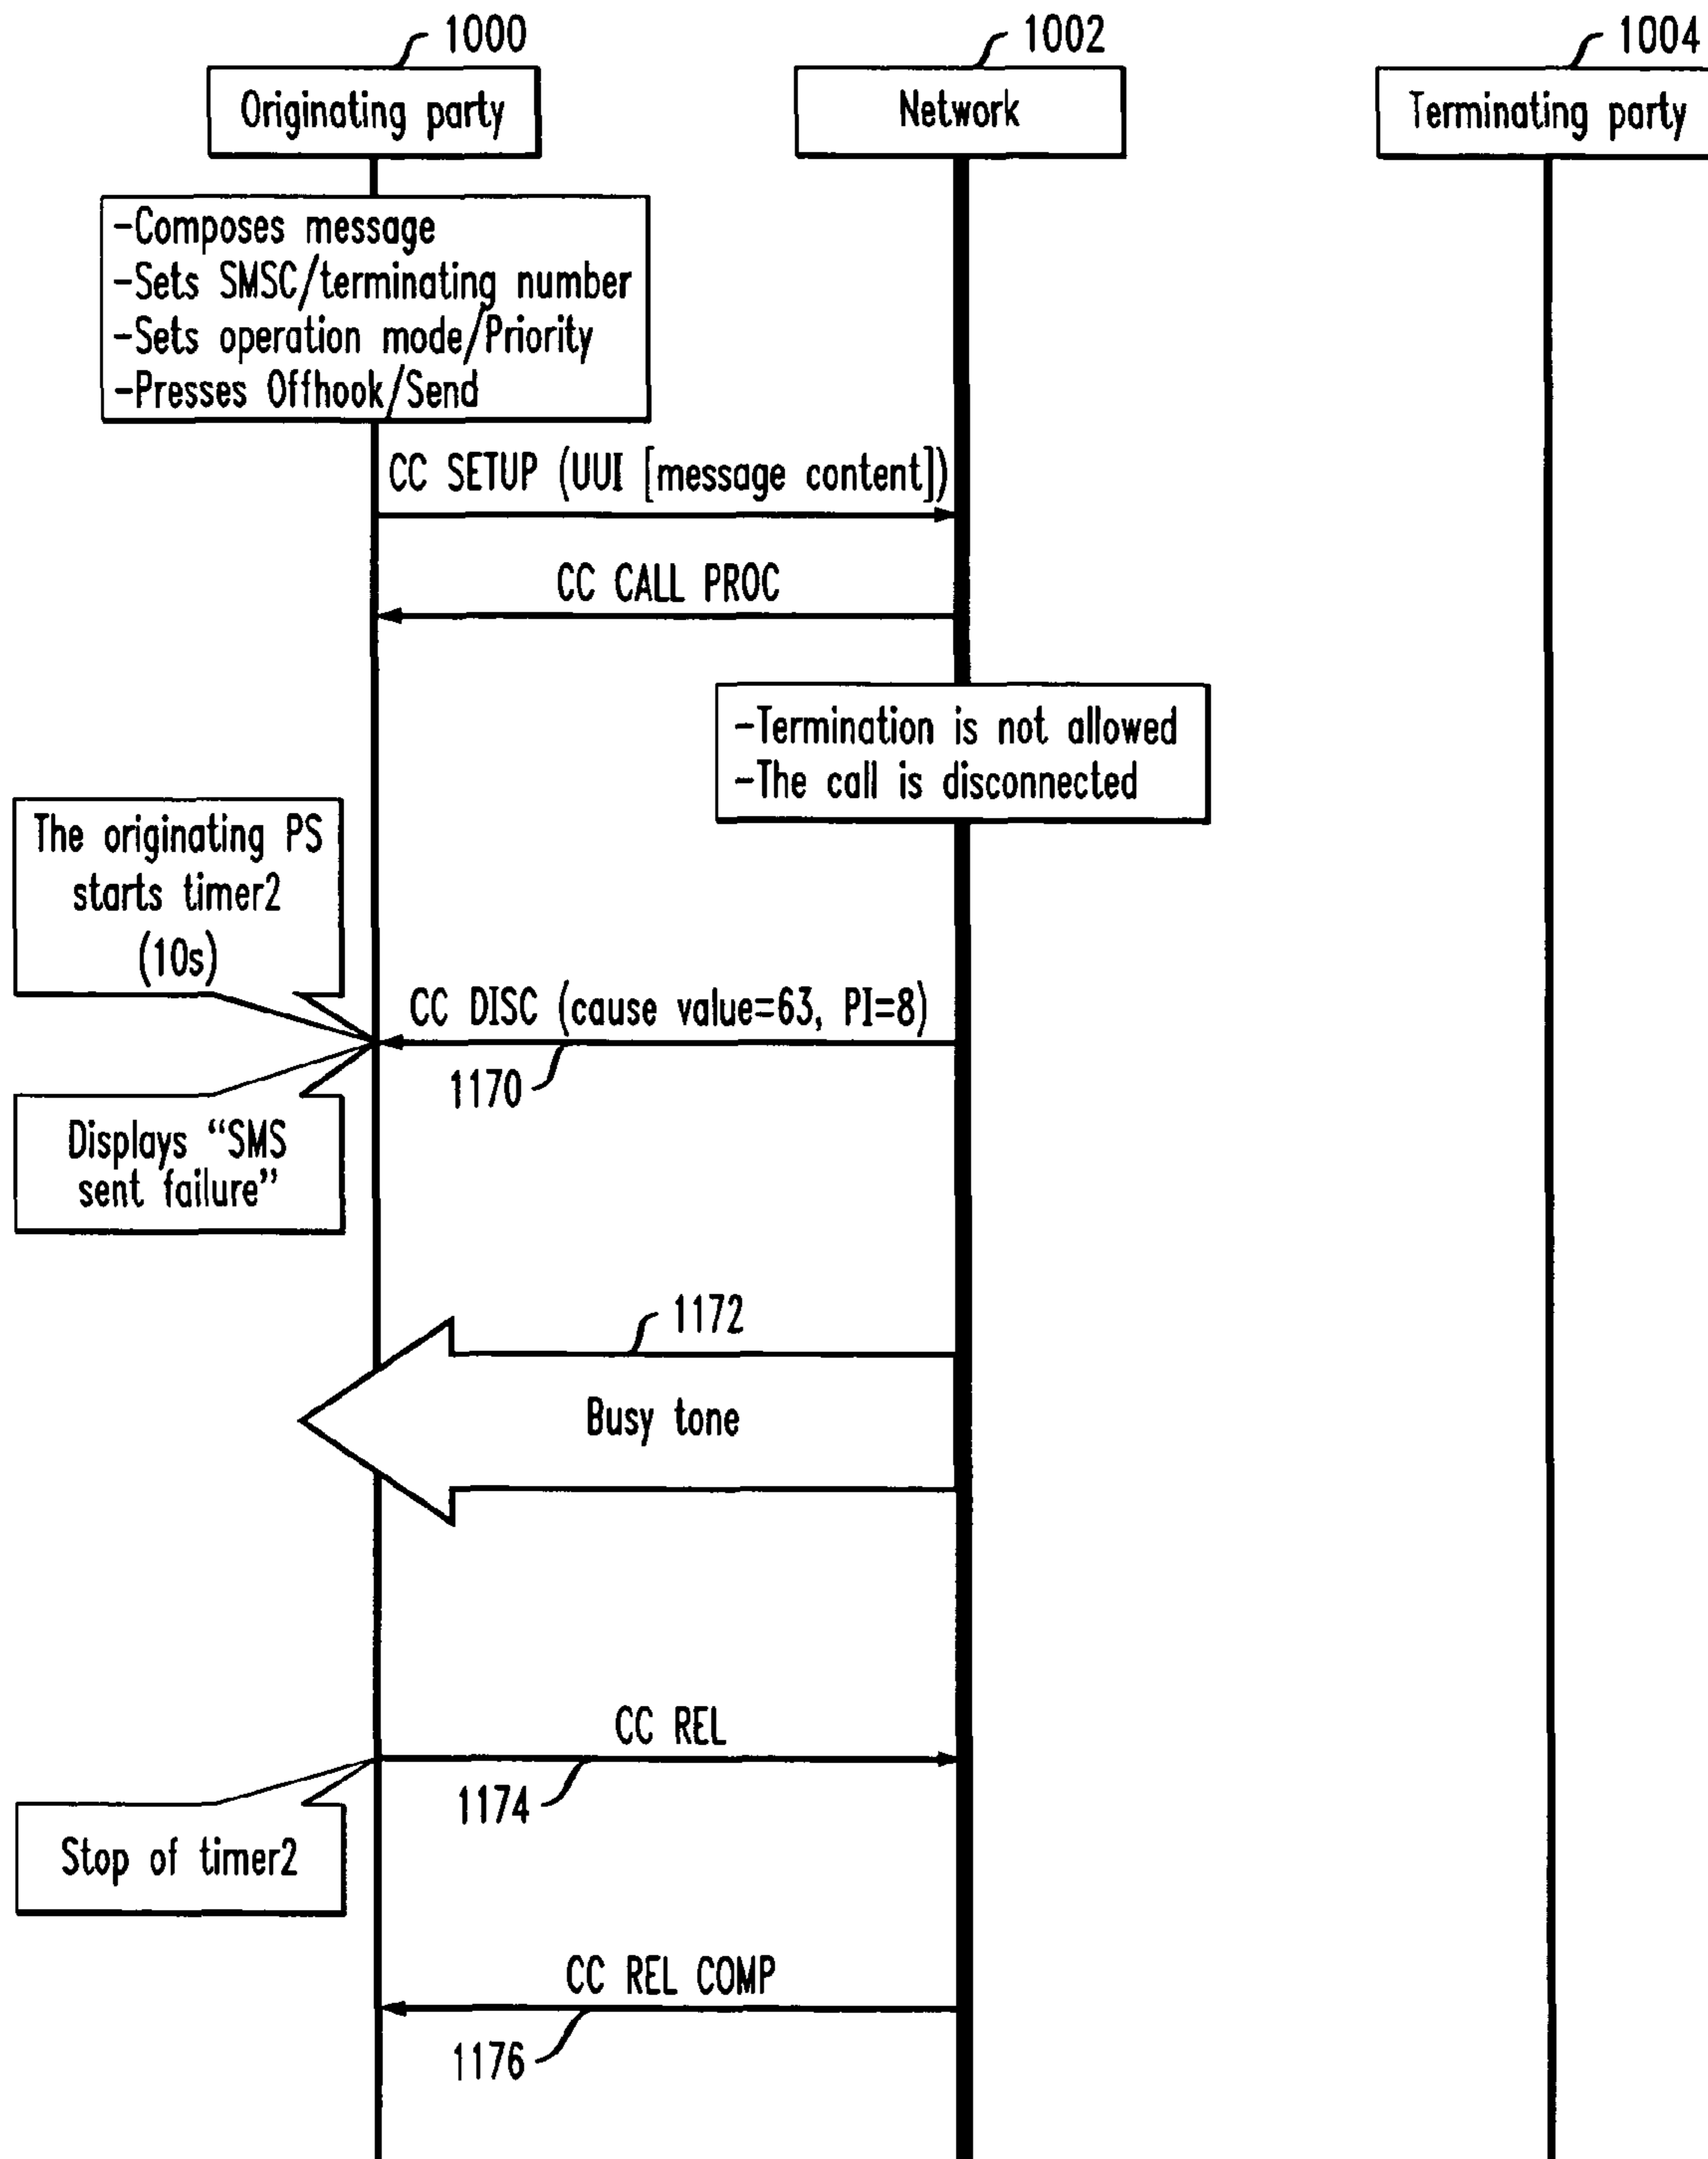 1000
1002
1004
Originating party
Network
Terminating party
-Composes message
-Sets SMSC/terminating number
-Sets operation mode/Priority
-Presses Offhook/Send
CC SETUP (UUI [message content])
CC CALL PROC
-Termination is not allowed
-The call is disconnected
The originating PS
starts timer2
(10s)
CC DISC (cause value=63, PI=8)
1170
Displays “SMS
sent failure”
1172
Busy tone
CC REL
1174
Stop of timer2
CC REL COMP
1176